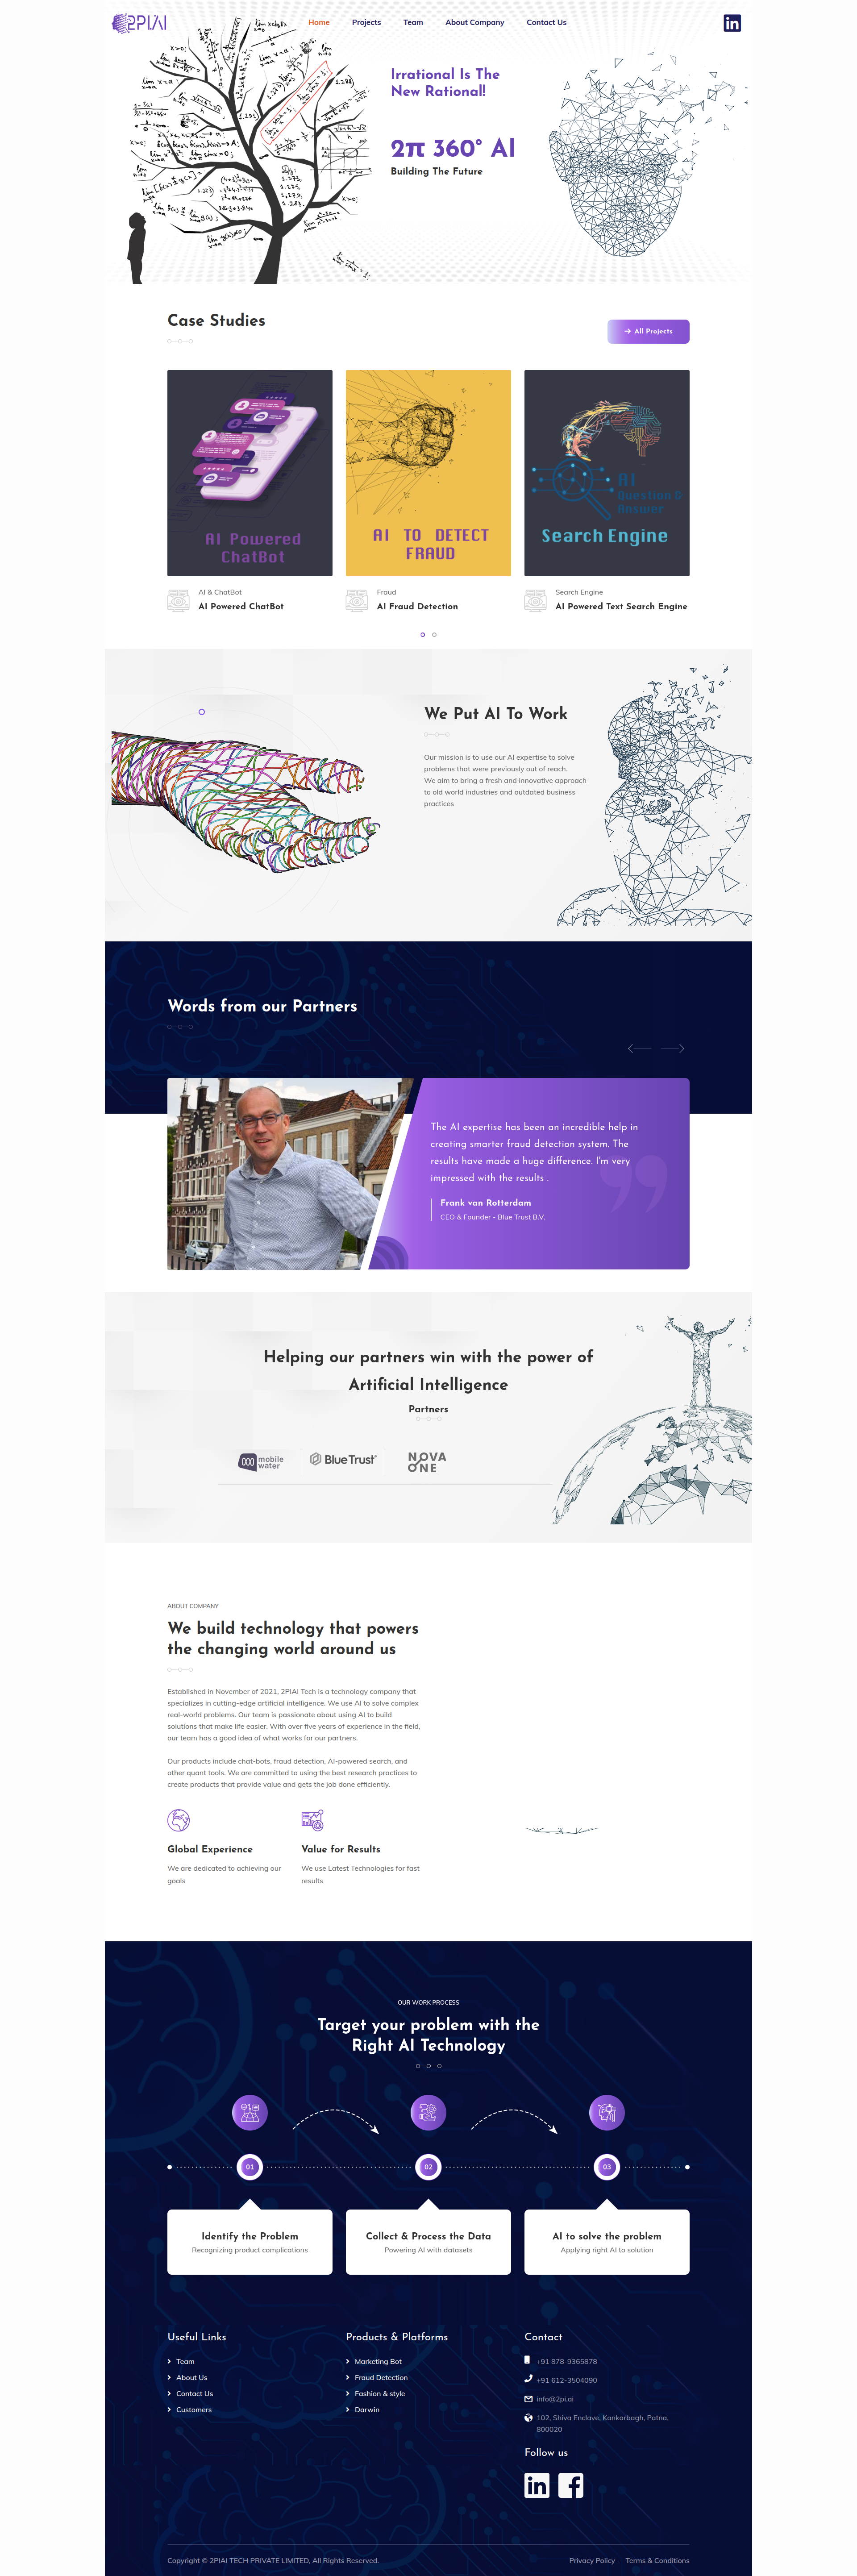 2PIAI
Home
Projects
Team
About Company
Contact Us
Irrational Is The
New Rational!!
2π 360° AI
Building The Future
Case Studies
All Projects
AI Powered
ChatBot
AI TO DETECT
FRAUD
AI
Question &
Answer
Search Engine
AI & ChatBot
AI Powered ChatBot
Fraud
AI Fraud Detection
Search Engine
AI Powered Text Search Engine
We Put AI To Work
Our mission is to use our AI expertise to solve
problems that were previously out of reach.
We aim to bring a fresh and innovative approach
to old world industries and outdated business
practices
Words from our Partners
The AI expertise has been an incredible help in
creating smarter fraud detection system. The
results have made a huge difference. I'm very
impressed with the results .
Frank van Rotterdam
CEO & Founder - Blue Trust B.V.
Helping our partners win with the power of
Artificial Intelligence
Partners
mobile
water
BlueTrust
NOVA
ONE
ABOUT COMPANY
We build technology that powers
the changing world around us
Established in November of 2021, 2PIAI Tech is a technology company that
specializes in cutting-edge artificial intelligence. We use AI to solve complex
real-world problems. Our team is passionate about using AI to build
solutions that make life easier. With over five years of experience in the field,
our team has a good idea of what works for our partners.
Our products include chat-bots, fraud detection, AI-powered search, and
other quant tools. We are committed to using the best research practices to
create products that provide value and gets the job done efficiently.
Global Experience
We are dedicated to achieving our
goals
Value for Results
We use Latest Technologies for fast
results
OUR WORK PROCESS
Target your problem with the
Right AI Technology
01
02
03
Identify the Problem
Recognizing product complications
Collect & Process the Data
Powering AI with datasets
AI to solve the problem
Applying right AI to solution
Useful Links
Team
About Us
Contact Us
Customers
Products & Platforms
Marketing Bot
Fraud Detection
Fashion & style
Darwin
Contact
+91 878-9365878
+91 612-3504090
info@2pi.ai
102, Shiva Enclave, Kankarbagh, Patna,
800020
Follow us
Copyright © 2PIAI TECH PRIVATE LIMITED, All Rights Reserved.
Privacy Policy - Terms & Conditions